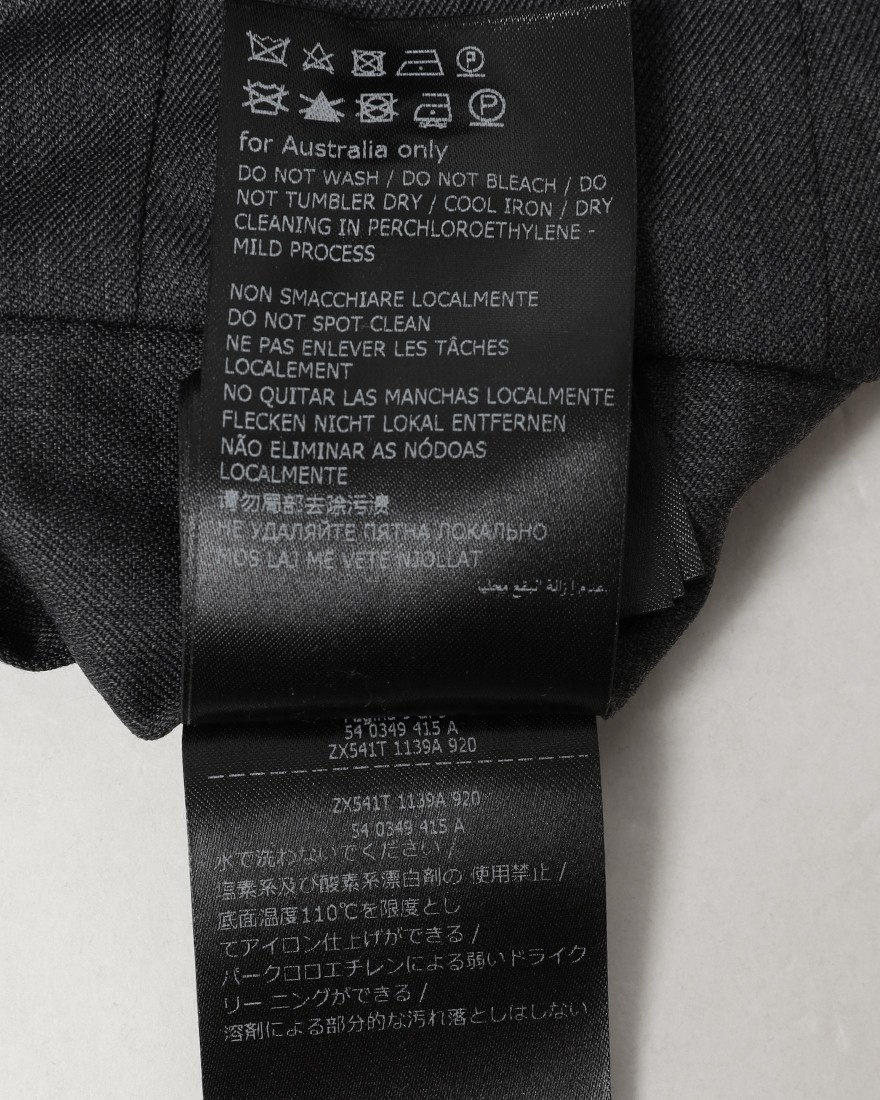 for Australia only
DO NOT WASH / DO NOT BLEACH / DO
NOT TUMBLER DRY / COOL IRON / DRY
CLEANING IN PERCHLOROETHYLENE -
MILD PROCESS
NON SMACCHIARE LOCALMENTE
DO NOT SPOT CLEAN
NE PAS ENLEVER LES TÂCHES
LOCALEMENT
NO QUITAR LAS MANCHAS LOCALMENTE
FLECKEN NICHT LOKAL ENTFERNEN
NÃO ELIMINAR AS NÓDOAS
LOCALMENTE
请勿局部去除污渍
НЕ УДАЛЯЙТЕ ПЯТНА ЛОКАЛЬНО
MOS LAJ MË VETE NJOLLAT
عدم إزالة البقع محليا.
54 0349 415 A
ZX541T 1139A 920
ZX541T 1139A 920
54 0349 415 A
水で洗わないでください /
塩素系及び酸素系漂白剤の 使用禁止 /
底面温度110℃を限度とし
てアイロン仕上げができる /
パークロロエチレンによる弱いドライク
リー ニングができる /
溶剤による部分的な汚れ落としはしない